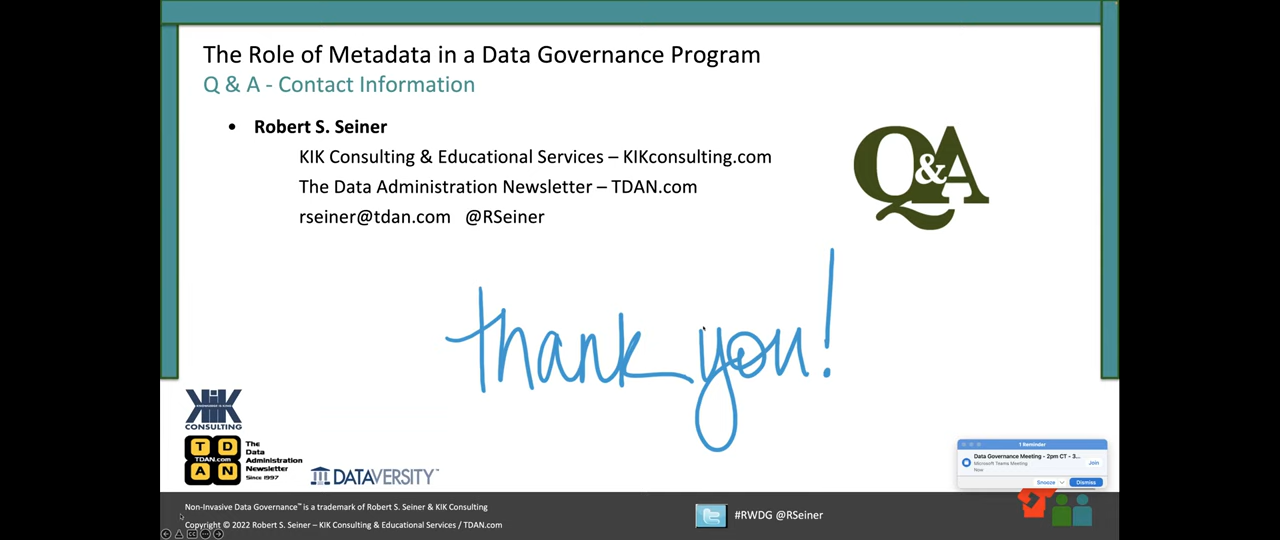 The Role of Metadata in a Data Governance Program
Q & A - Contact Information
• Robert S. Seiner
KIK Consulting & Educational Services – KIKconsulting.com
The Data Administration Newsletter – TDAN.com
rseiner@tdan.com @RSeiner
Q&A
thank you!
KIK
CONSULTING
T D
TDAN.com
A N
The
Data
Administration
Newsletter
Since 1997
DATAVERSITY™
1 Reminder
Data Governance Meeting - 2pm CT - 3...
Microsoft Teams Meeting
Now
Join
Snooze
Dismiss
Non-Invasive Data Governance™ is a trademark of Robert S. Seiner & KIK Consulting
Copyright © 2022 Robert S. Seiner – KIK Consulting & Educational Services / TDAN.com
#RWDG @RSeiner